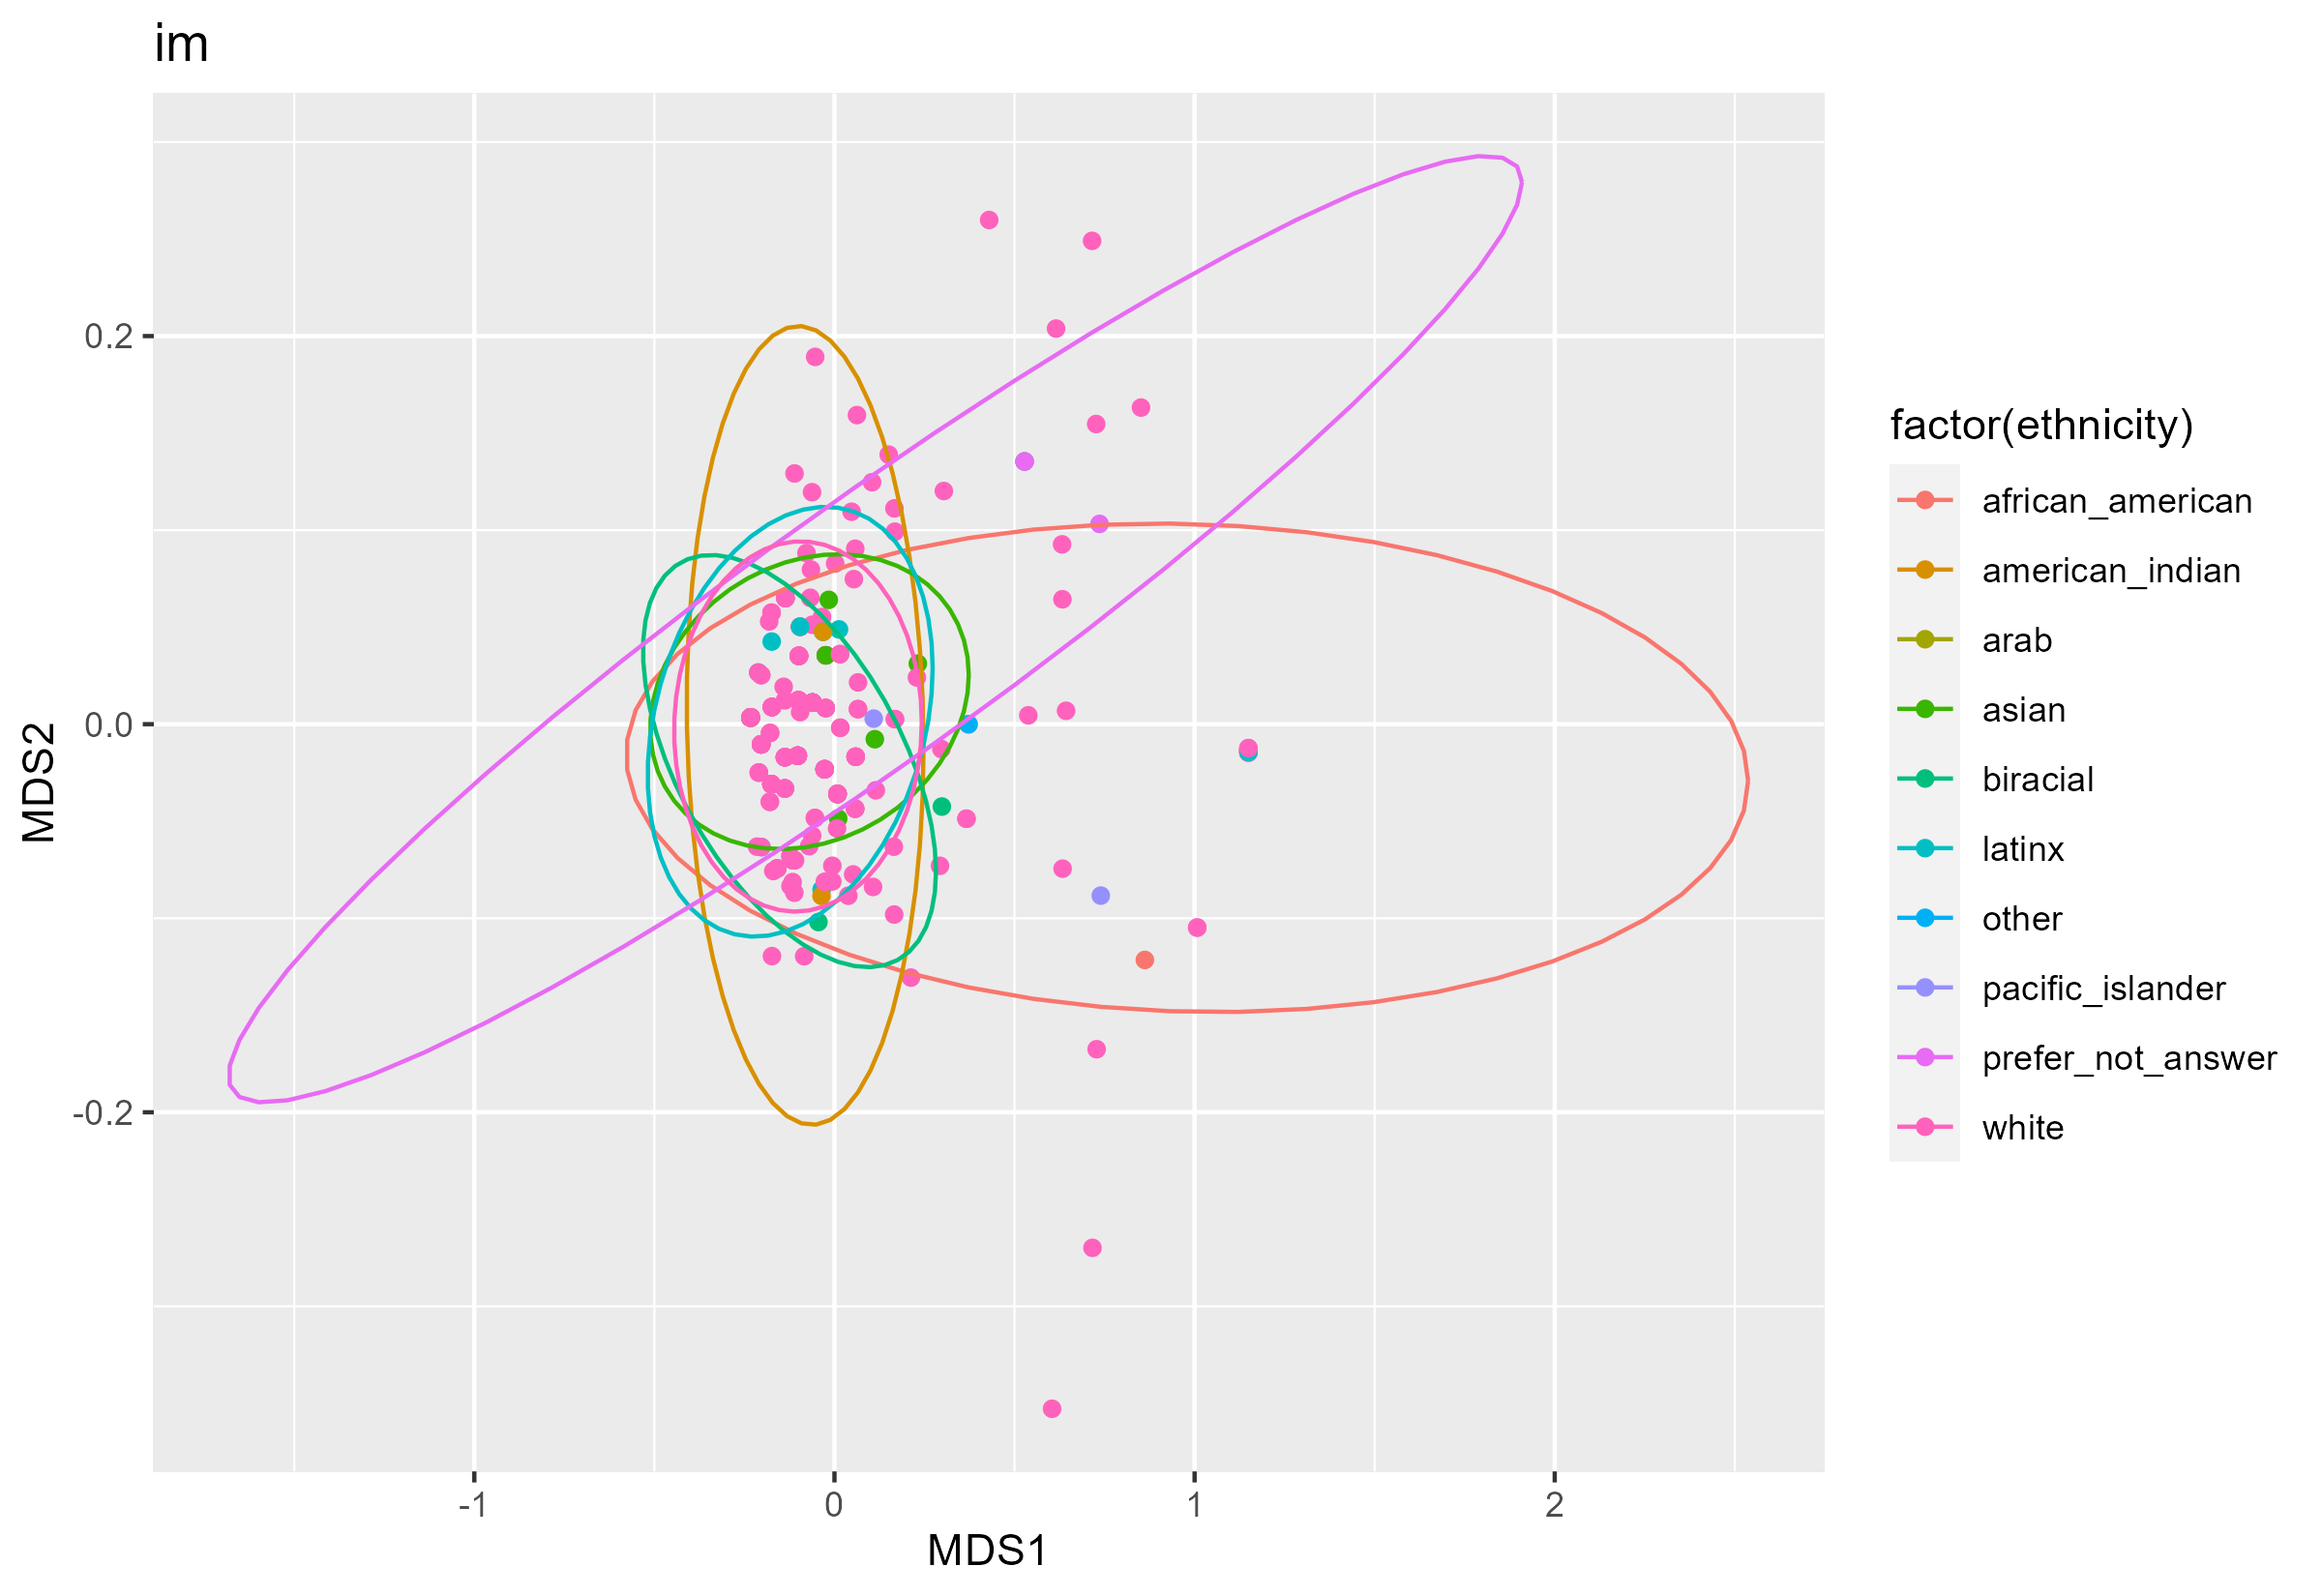 im
0.2
0.0
-0.2
MDS2
-1
0
1
2
MDS1
factor(ethnicity)
african_american
american_indian
arab
asian
biracial
latinx
other
pacific_islander
prefer_not_answer
white